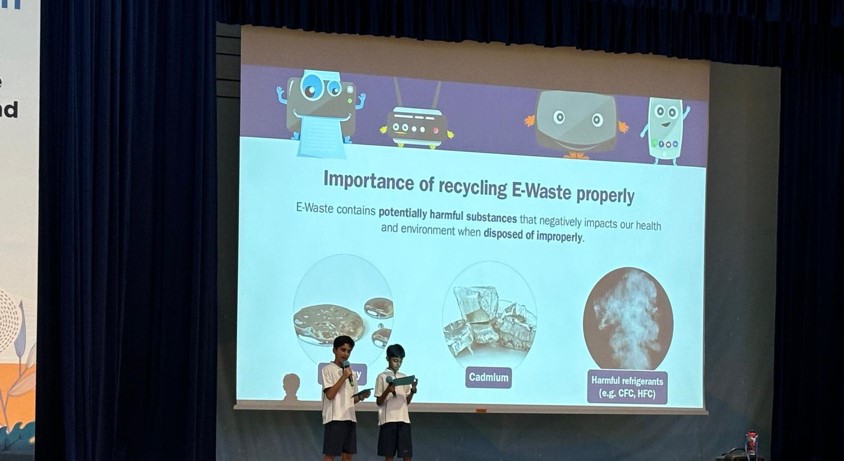 nd
Importance of recycling E-Waste properly
E-Waste contains potentially harmful substances that negatively impacts our health
and environment when disposed of improperly.
Cadmium
Harmful refrigerants
(e.g. CFC, HFC)